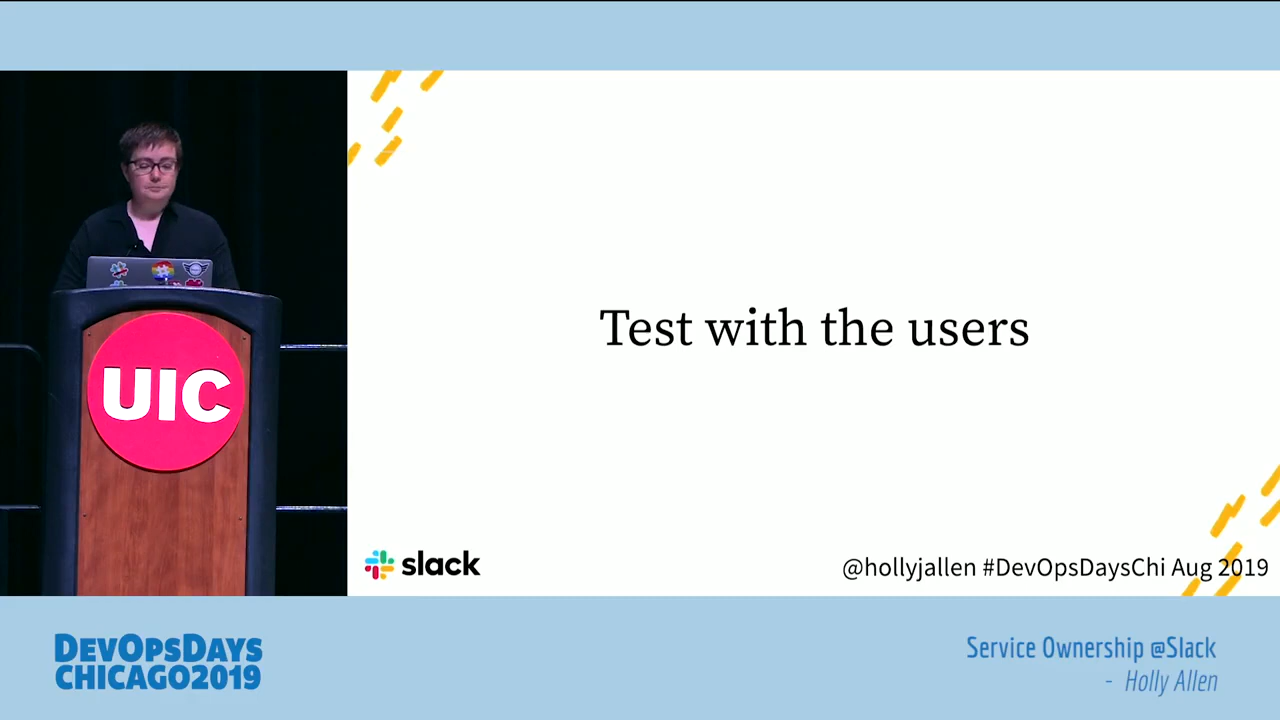 Test with the users
UIC
slack
@hollyjallen #DevOpsDaysChi Aug 2019
DEVOPSDAYS
CHICAGO2019
Service Ownership @Slack
- Holly Allen